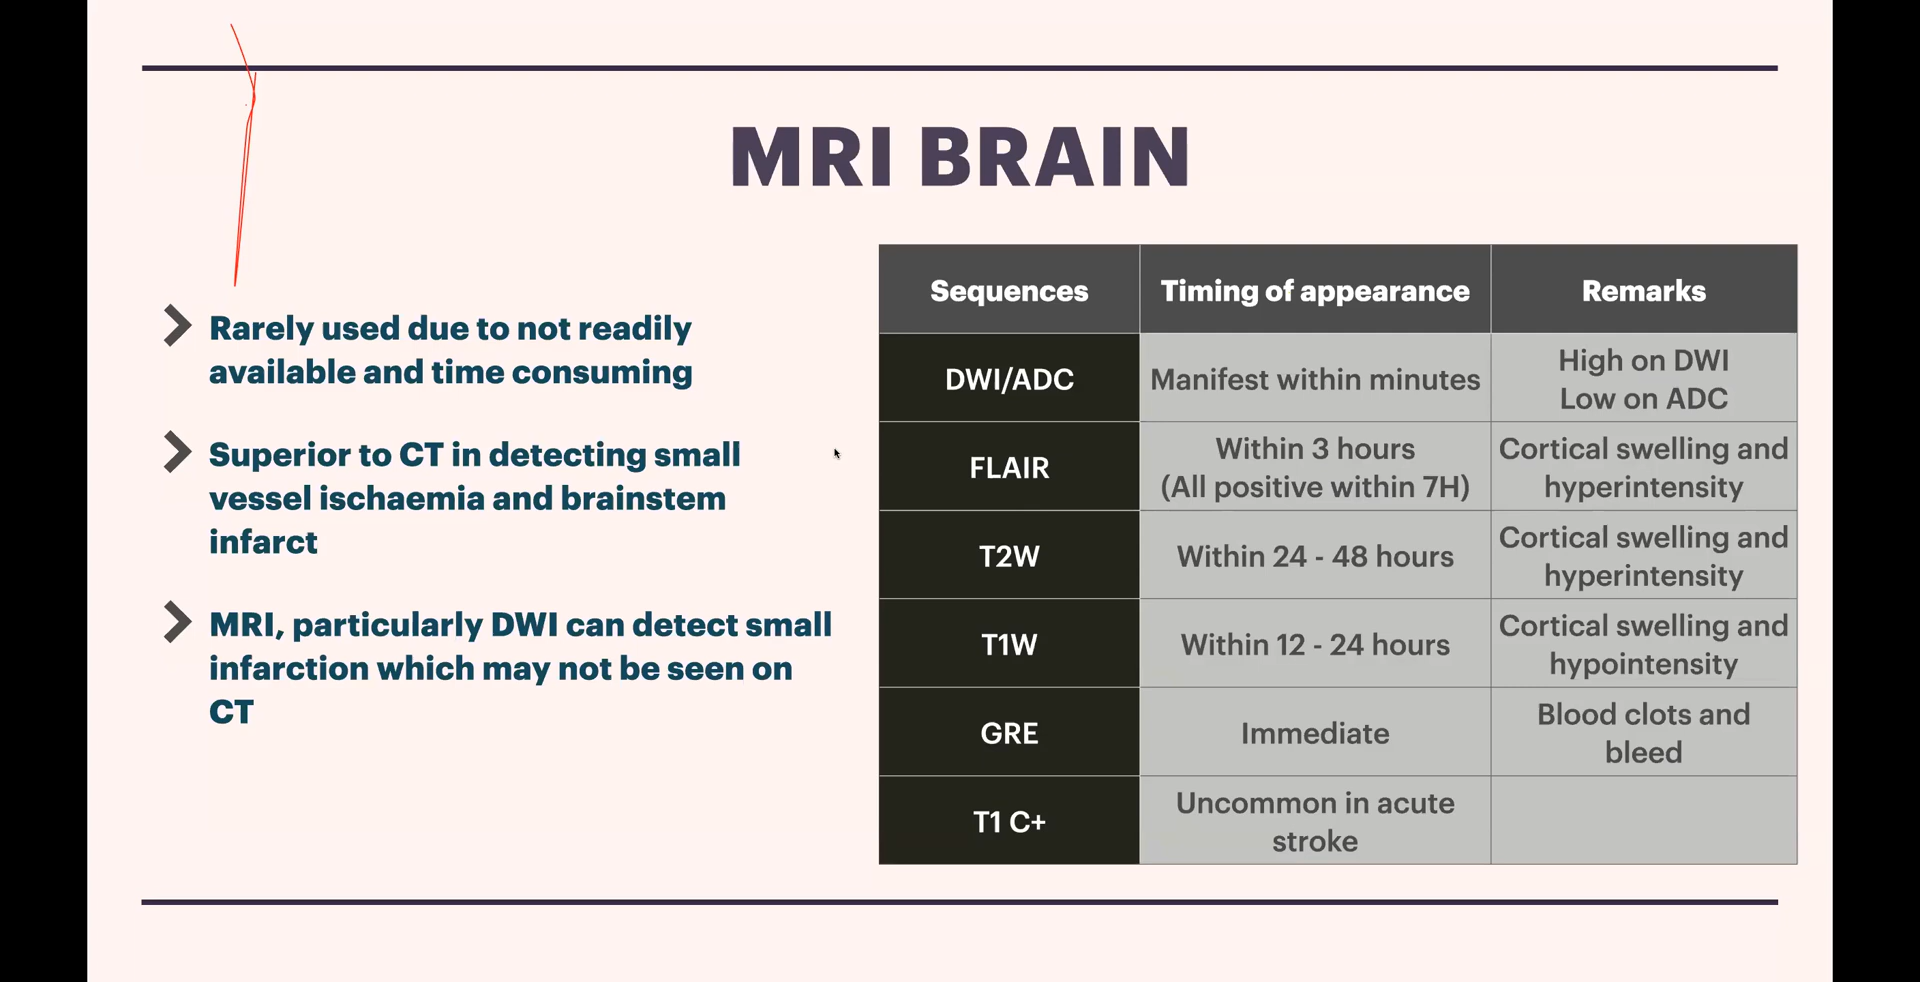 MRI BRAIN
Rarely used due to not readily
available and time consuming
Superior to CT in detecting small
vessel ischaemia and brainstem
infarct
MRI, particularly DWI can detect small
infarction which may not be seen on
CT
Sequences Timing of appearance Remarks
DWI/ADC Manifest within minutes High on DWI
Low on ADC
FLAIR Within 3 hours
(All positive within 7H) Cortical swelling and
hyperintensity
T2W Within 24 - 48 hours Cortical swelling and
hyperintensity
T1W Within 12 - 24 hours Cortical swelling and
hypointensity
GRE Immediate Blood clots and
bleed
T1 C+ Uncommon in acute
stroke